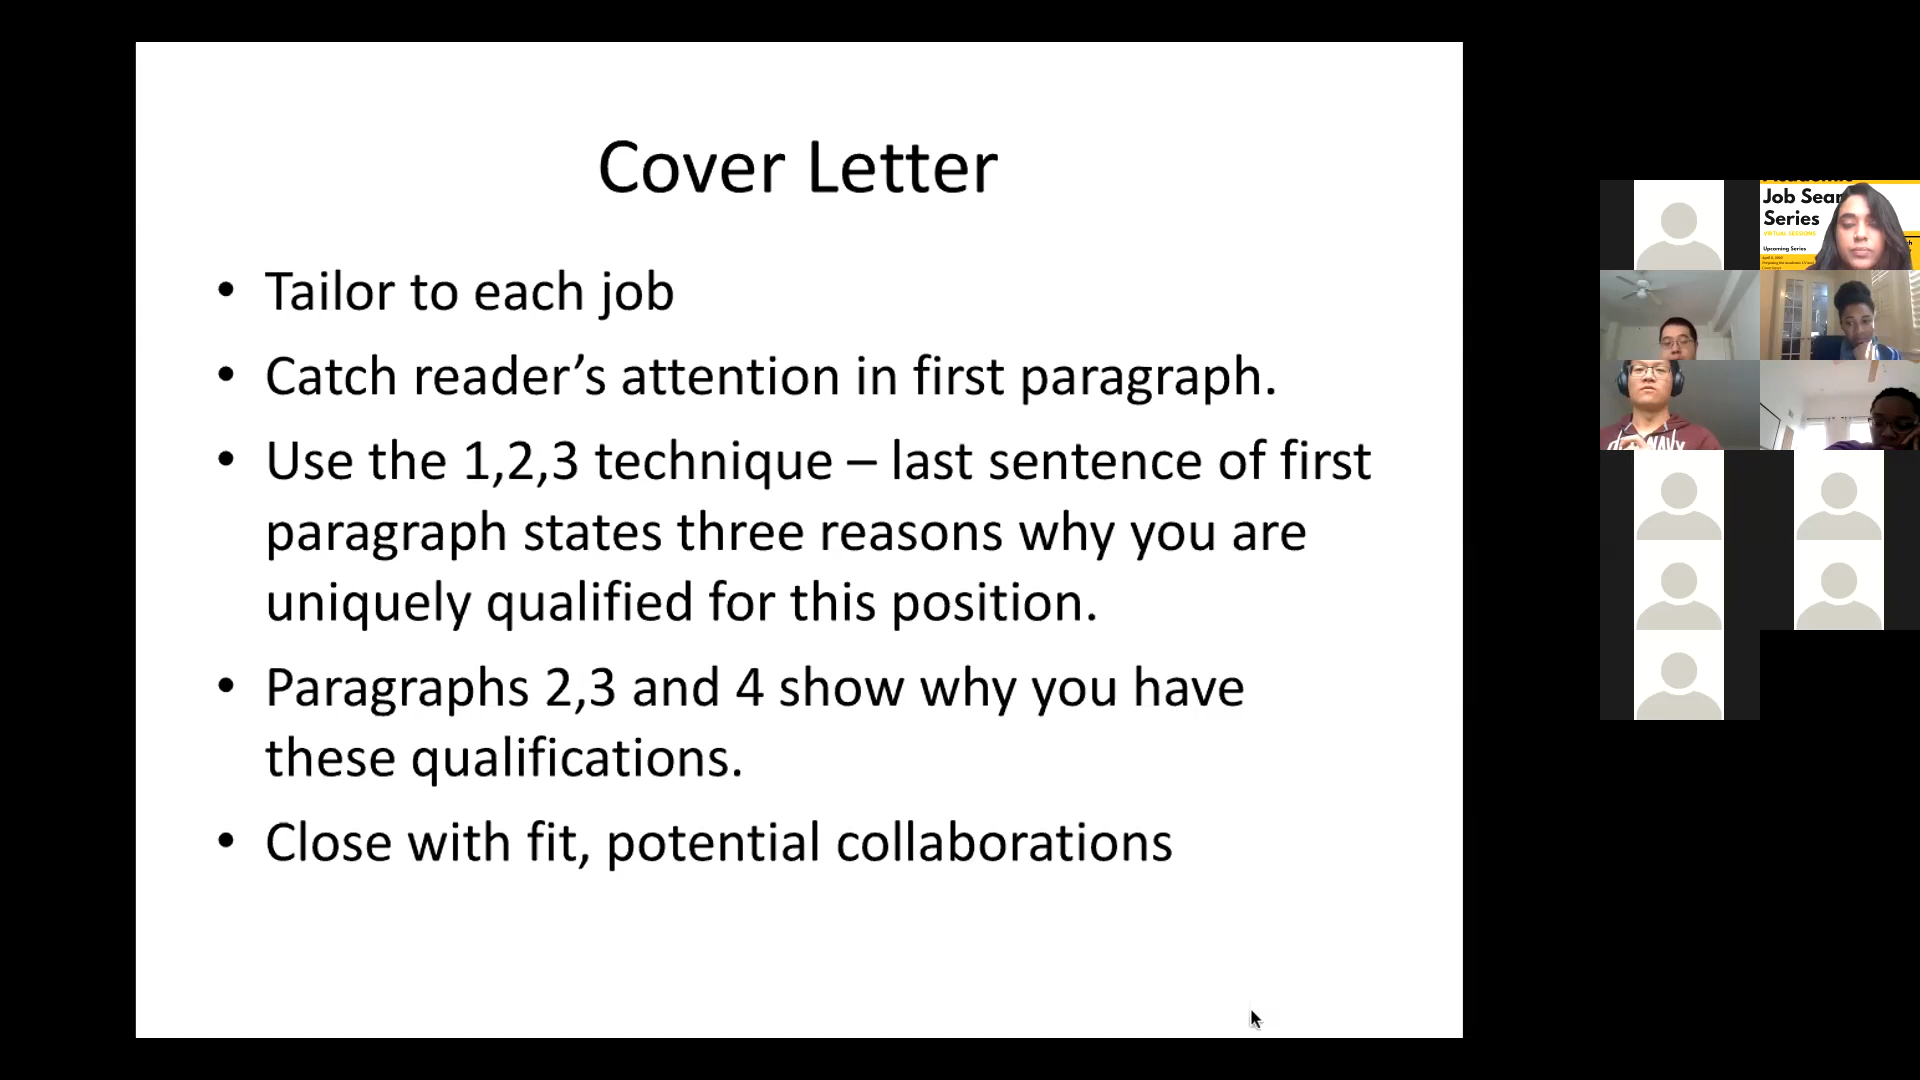 Cover Letter
• Tailor to each job
• Catch reader’s attention in first paragraph.
• Use the 1,2,3 technique – last sentence of first
paragraph states three reasons why you are
uniquely qualified for this position.
• Paragraphs 2,3 and 4 show why you have
these qualifications.
• Close with fit, potential collaborations
Job Sear
Series
VIRTUAL SESSIONS
Upcoming Series
NAVY